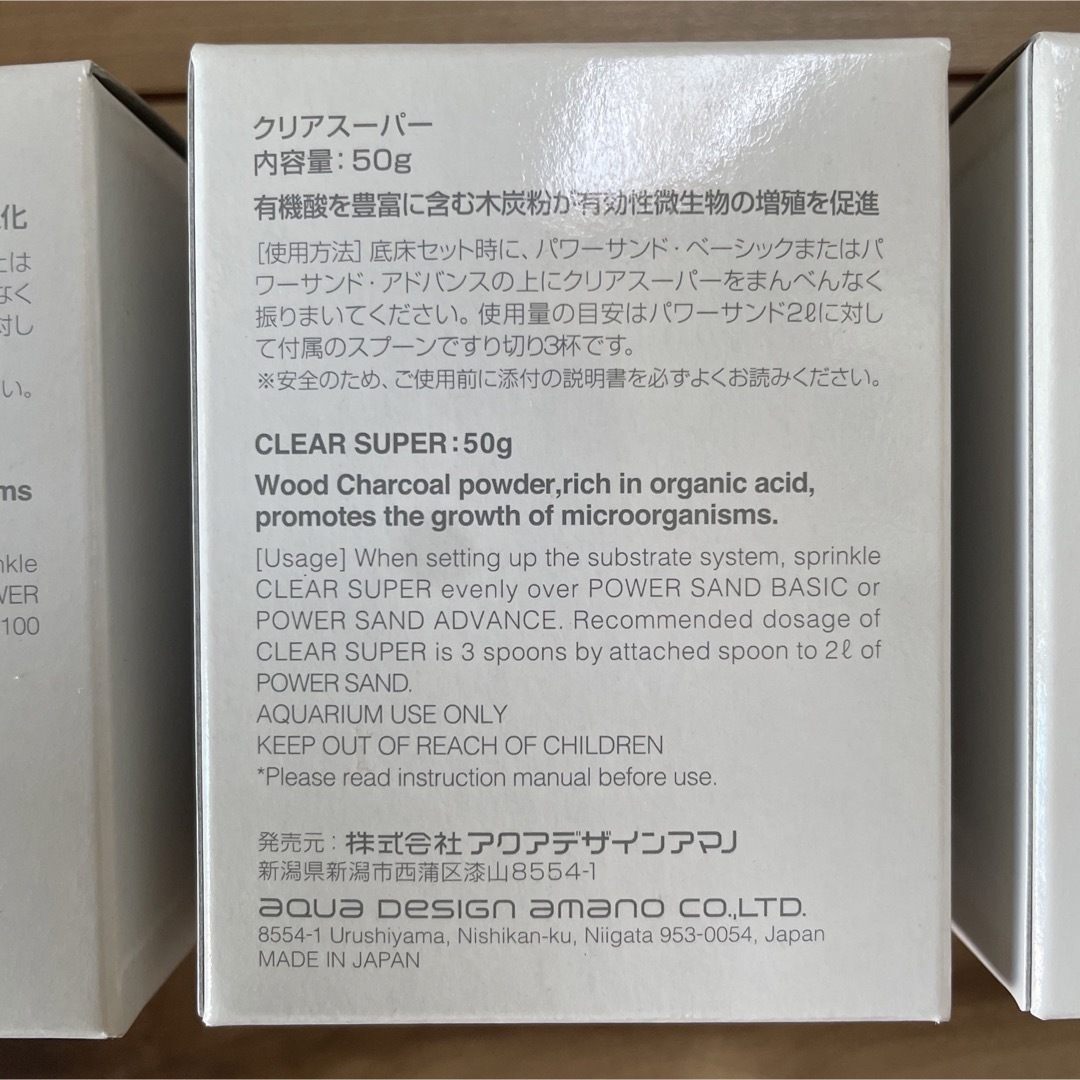 クリアスーパー
内容量:50g
有機酸を豊富に含む木炭粉が有効性微生物の増殖を促進
[使用方法] 底床セット時に、パワーサンド・ベーシックまたはパ
ワーサンド・アドバンスの上にクリアスーパーをまんべんなく
振りまいてください。使用量の目安はパワーサンド2ℓに対し
て付属のスプーンですり切り3杯です。
※安全のため、ご使用前に添付の説明書を必ずよくお読みください。
CLEAR SUPER:50g
Wood Charcoal powder,rich in organic acid,
promotes the growth of microorganisms.
[Usage] When setting up the substrate system, sprinkle
CLEAR SUPER evenly over POWER SAND BASIC or
POWER SAND ADVANCE. Recommended dosage of
CLEAR SUPER is 3 spoons by attached spoon to 2ℓ of
POWER SAND.
AQUARIUM USE ONLY
KEEP OUT OF REACH OF CHILDREN
*Please read instruction manual before use.
発売元:株式会社 アクアデザインアマノ
新潟県新潟市西蒲区漆山8554-1
AQUA DESIGN AMANO CO.,LTD.
8554-1 Urushiyama, Nishikan-ku, Niigata 953-0054, Japan
MADE IN JAPAN
化
たは
なく
対し
い。
ms
nkle
WER
100